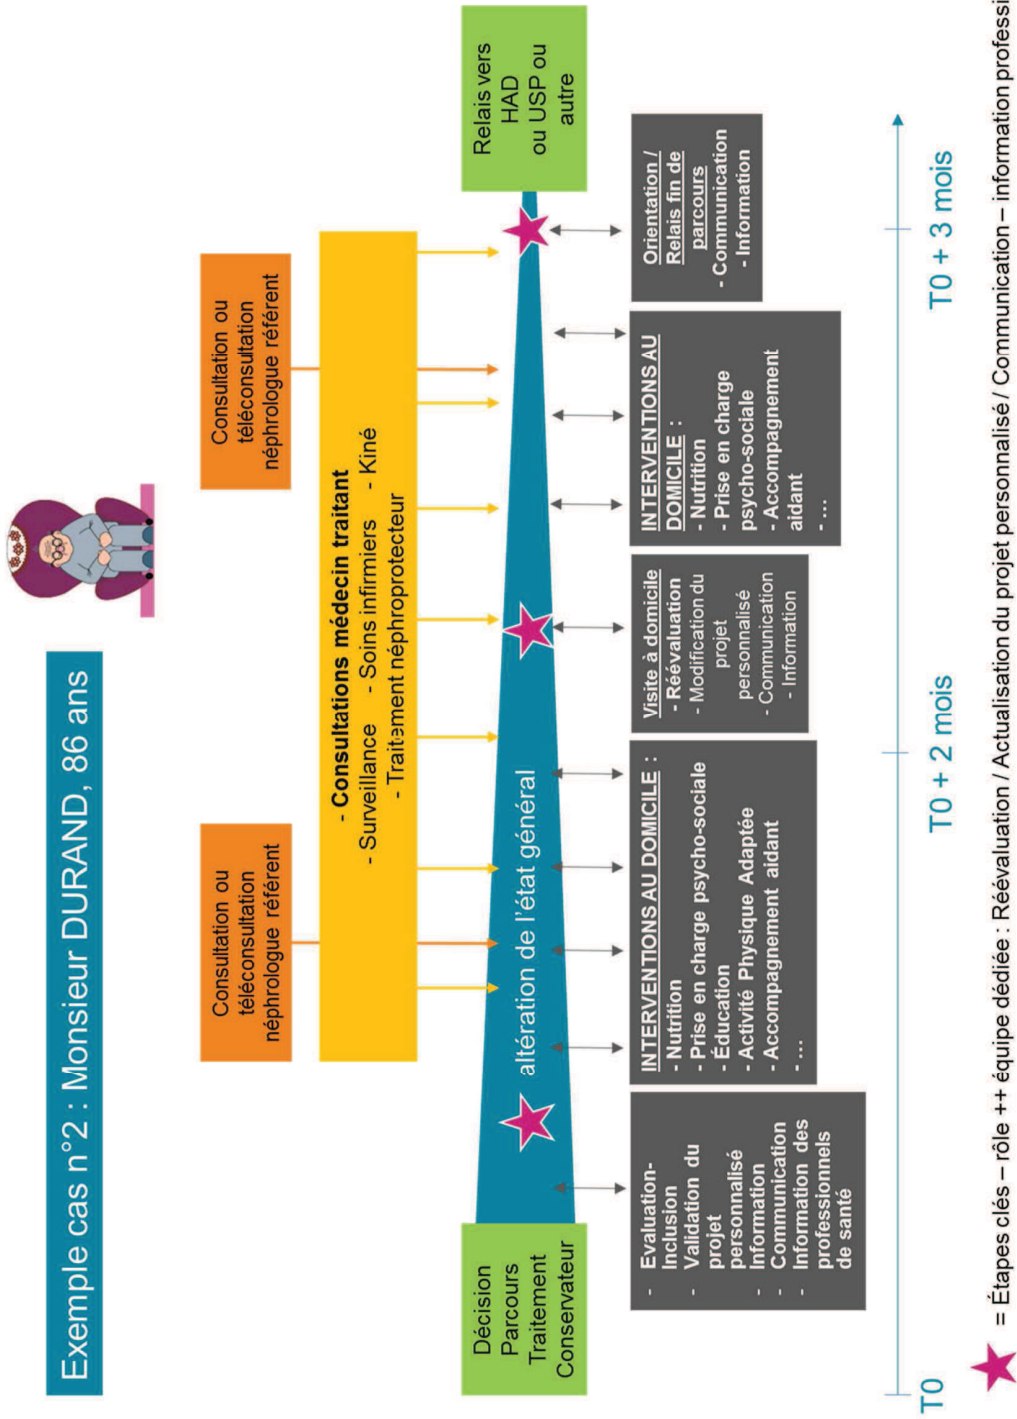 Exemple cas n°2 : Monsieur DURAND, 86 ans
Consultation ou
téléconsultation
néphrologue référent
Consultation ou
téléconsultation
néphrologue référent
- Consultations médecin traitant
- Surveillance - Soins infirmiers - Kiné
- Traitement néphroprotecteur
Décision
Parcours
Traitement
Conservateur
altération de l'état général
Relais vers
HAD
ou USP ou
autre
- Evaluation-
Inclusion
- Validation du
projet
personnalisé
- Information
- Communication
- Information des
professionnels
de santé
INTERVENTIONS AU DOMICILE :
- Nutrition
- Prise en charge psycho-sociale
- Éducation
- Activité Physique Adaptée
- Accompagnement aidant
- ...
Visite à domicile
- Réévaluation
- Modification du
projet
personnalisé
- Communication
- Information
INTERVENTIONS AU
DOMICILE :
- Nutrition
- Prise en charge
psycho-sociale
- Accompagnement
aidant
- ...
Orientation /
Relais fin de
parcours
- Communication
- Information
T0
T0 + 2 mois
T0 + 3 mois
= Étapes clés – rôle ++ équipe dédiée : Réévaluation / Actualisation du projet personnalisé / Communication – information professi